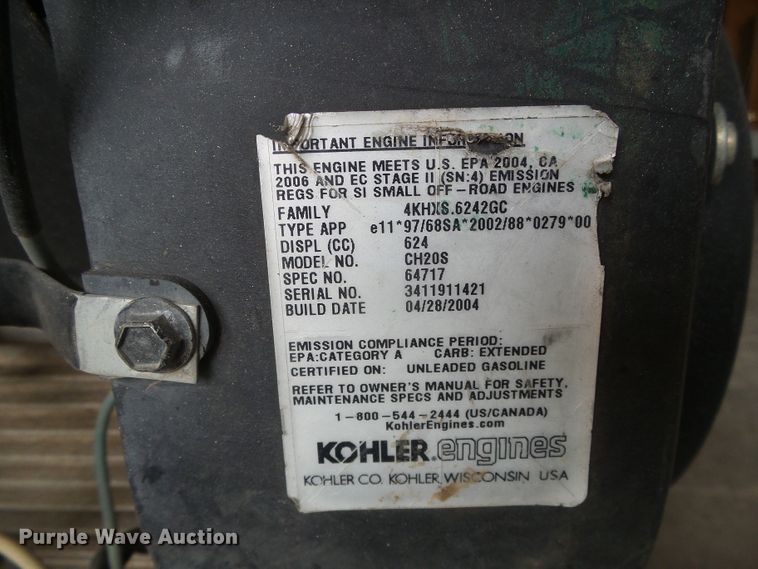 IMPORTANT ENGINE INFORMATION
THIS ENGINE MEETS U.S. EPA 2004, CA
2006 AND EC STAGE II (SN:4) EMISSION
REGS FOR SI SMALL OFF-ROAD ENGINES
FAMILY 4KHXS.6242GC
TYPE APP e11*97/68SA*2002/88*0279*00
DISPL (CC) 624
MODEL NO. CH20S
SPEC NO. 64717
SERIAL NO. 3411911421
BUILD DATE 04/28/2004
EMISSION COMPLIANCE PERIOD:
EPA:CATEGORY A CARB: EXTENDED
CERTIFIED ON: UNLEADED GASOLINE
REFER TO OWNER'S MANUAL FOR SAFETY,
MAINTENANCE SPECS AND ADJUSTMENTS
1-800-544-2444 (US/CANADA)
KohlerEngines.com
KOHLER.engines
KOHLER CO. KOHLER, WISCONSIN USA
Purple Wave Auction®